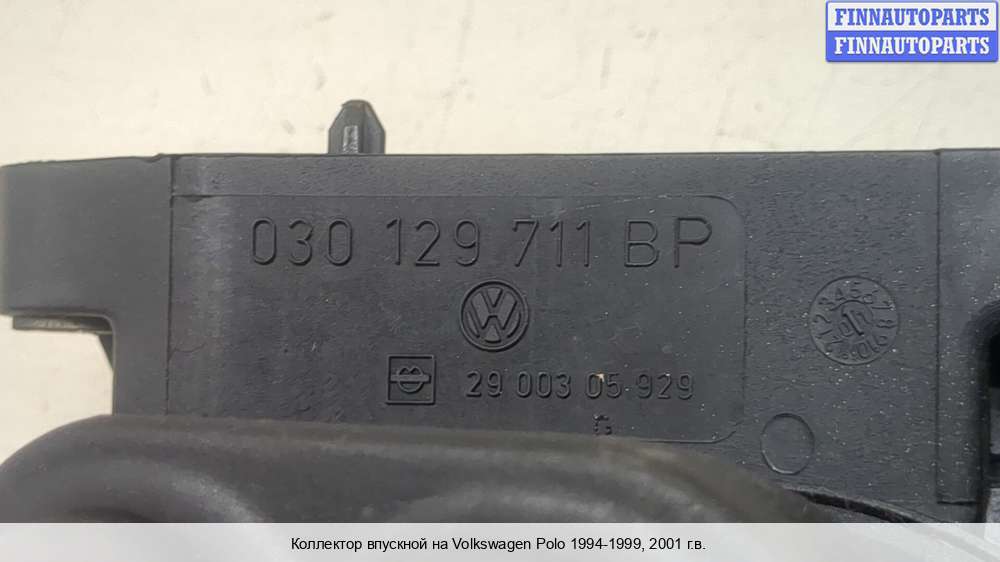 FINNAUTOPARTS
FINNAUTOPARTS
030 129 711 BP
29 003 05 929
G
Коллектор впускной на Volkswagen Polo 1994-1999, 2001 г.в.